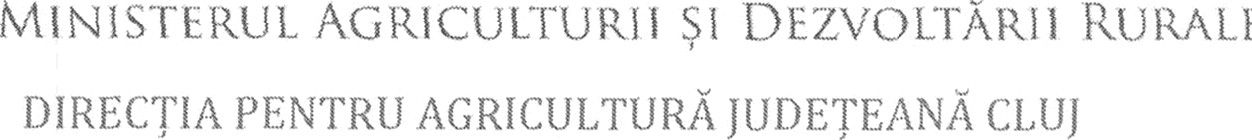 MINISTERUL AGRICULTURII ȘI DEZVOLTĂRII RURALE
DIRECȚIA PENTRU AGRICULTURĂ JUDEȚEANĂ CLUJ